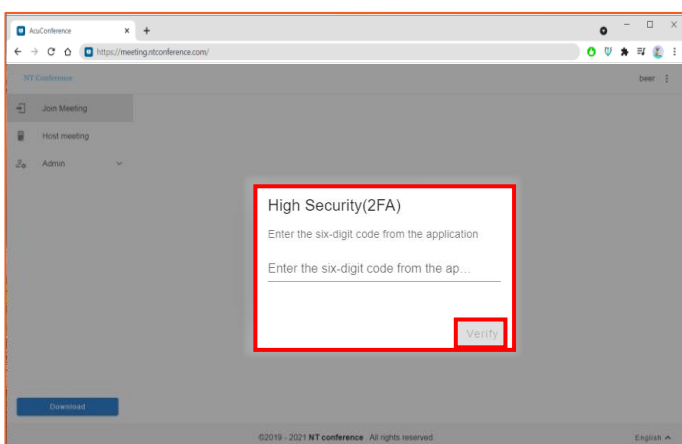 AcuConference
https://meeting.ntconference.com/
NT Conference
beer
Join Meeting
Host meeting
Admin
High Security(2FA)
Enter the six-digit code from the application
Enter the six-digit code from the ap...
Verify
Download
©2019 - 2021 NT conference . All rights reserved.
English